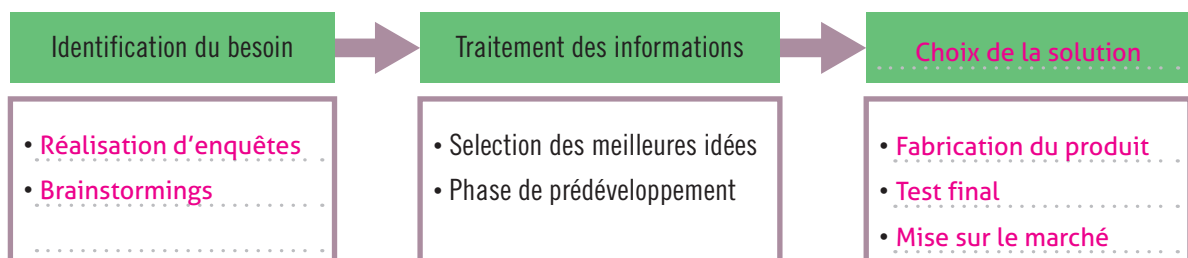 Identification du besoin
Traitement des informations
Choix de la solution
• Réalisation d'enquêtes
• Brainstormings
• Selection des meilleures idées
• Phase de prédéveloppement
• Fabrication du produit
• Test final
• Mise sur le marché